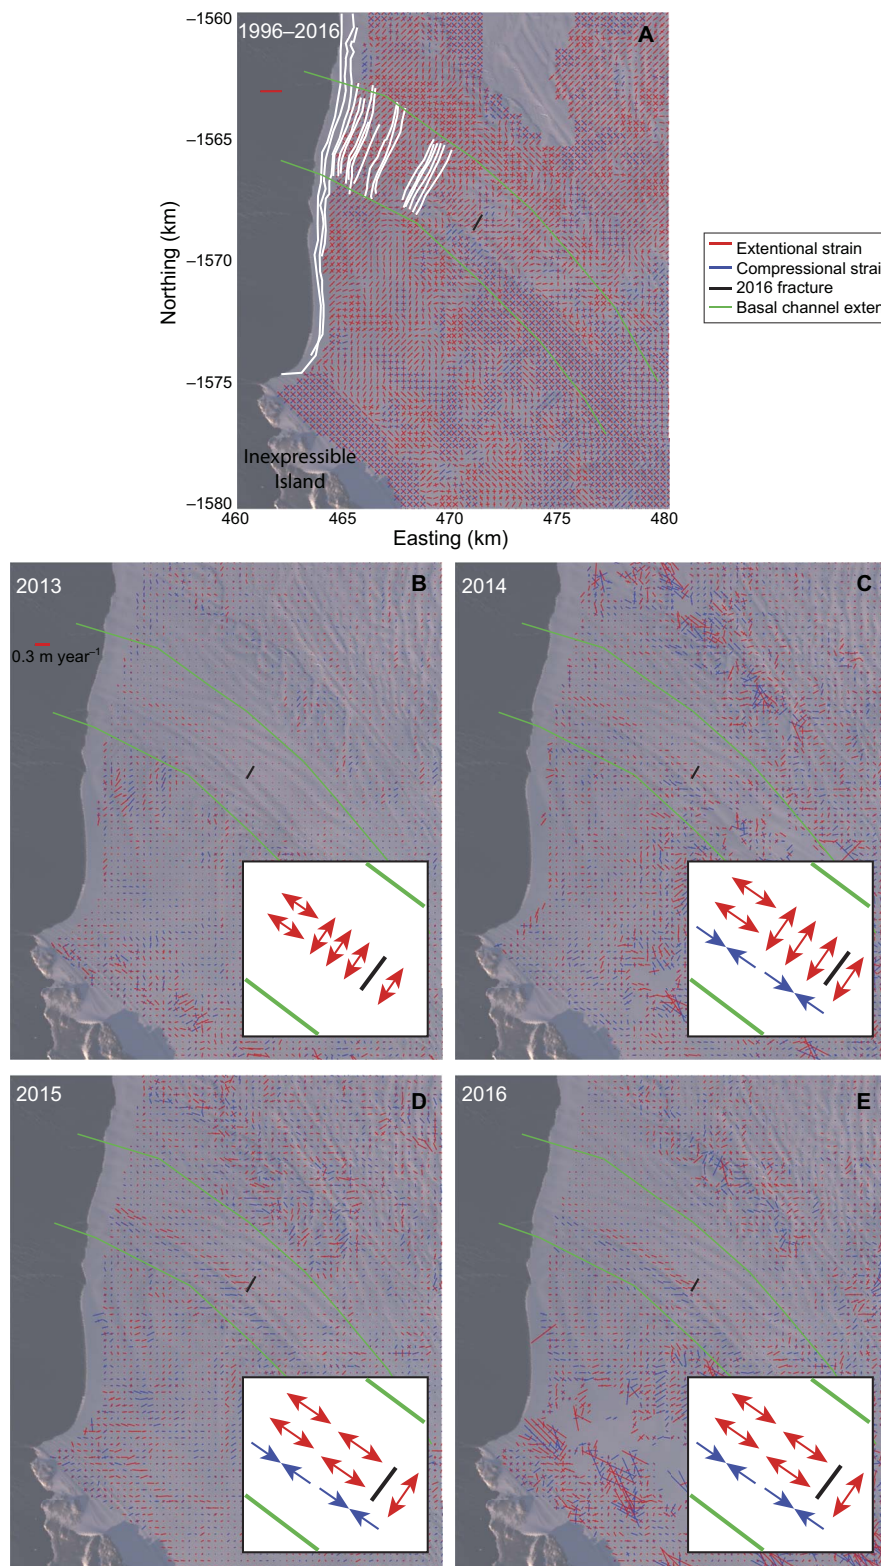 –1560
1996–2016
A
–1565
–1570
–1575
–1580
Northing (km)
Inexpressible
Island
460
465
470
475
480
Easting (km)
Extentional strain
Compressional strai
2016 fracture
Basal channel exten
2013
B
0.3 m year⁻¹
2014
C
2015
D
2016
E